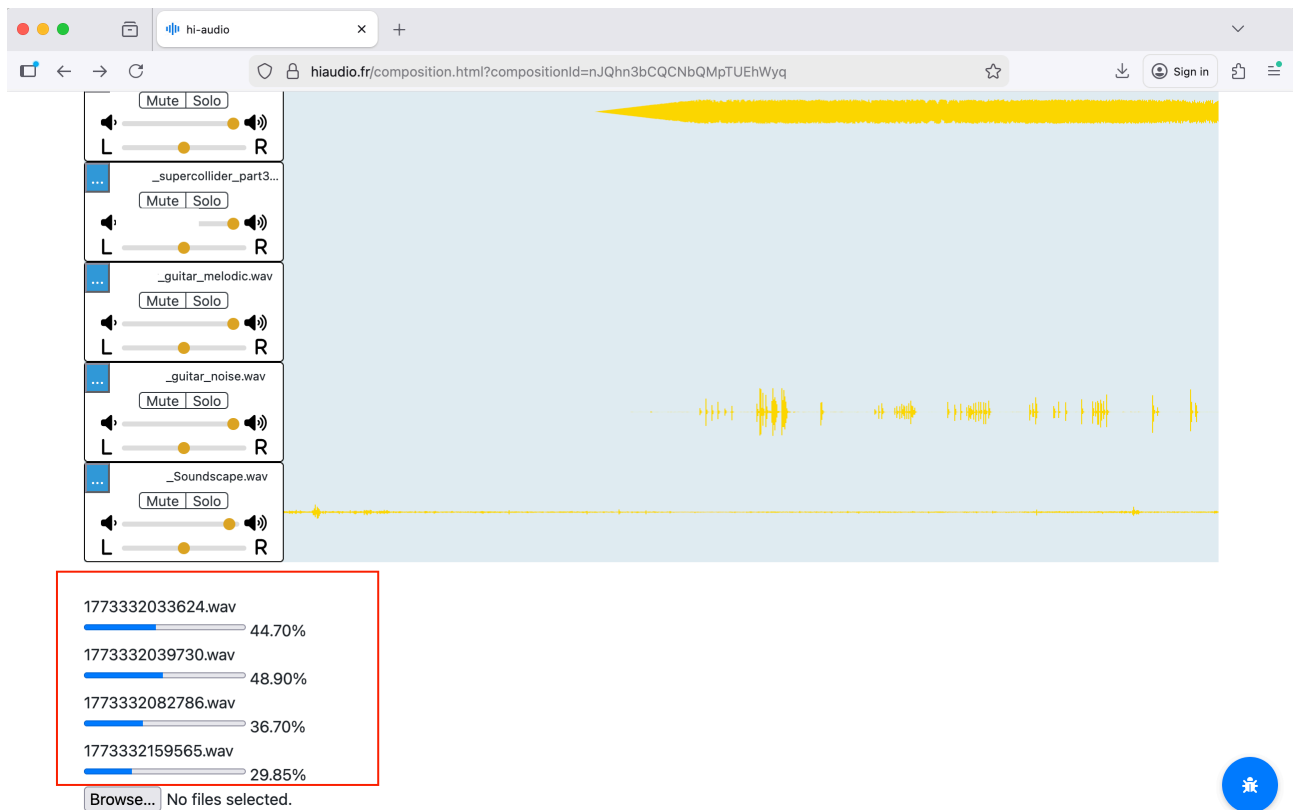 hi-audio
hiaudio.fr/composition.html?compositionId=nJQhn3bCQCNbQMpTUEhWyq
Sign in
Mute Solo
L R
_supercollider_part3...
...
Mute Solo
L R
_guitar_melodic.wav
...
Mute Solo
L R
_guitar_noise.wav
...
Mute Solo
L R
_Soundscape.wav
...
Mute Solo
L R
1773332033624.wav
44.70%
1773332039730.wav
48.90%
1773332082786.wav
36.70%
1773332159565.wav
29.85%
Browse... No files selected.